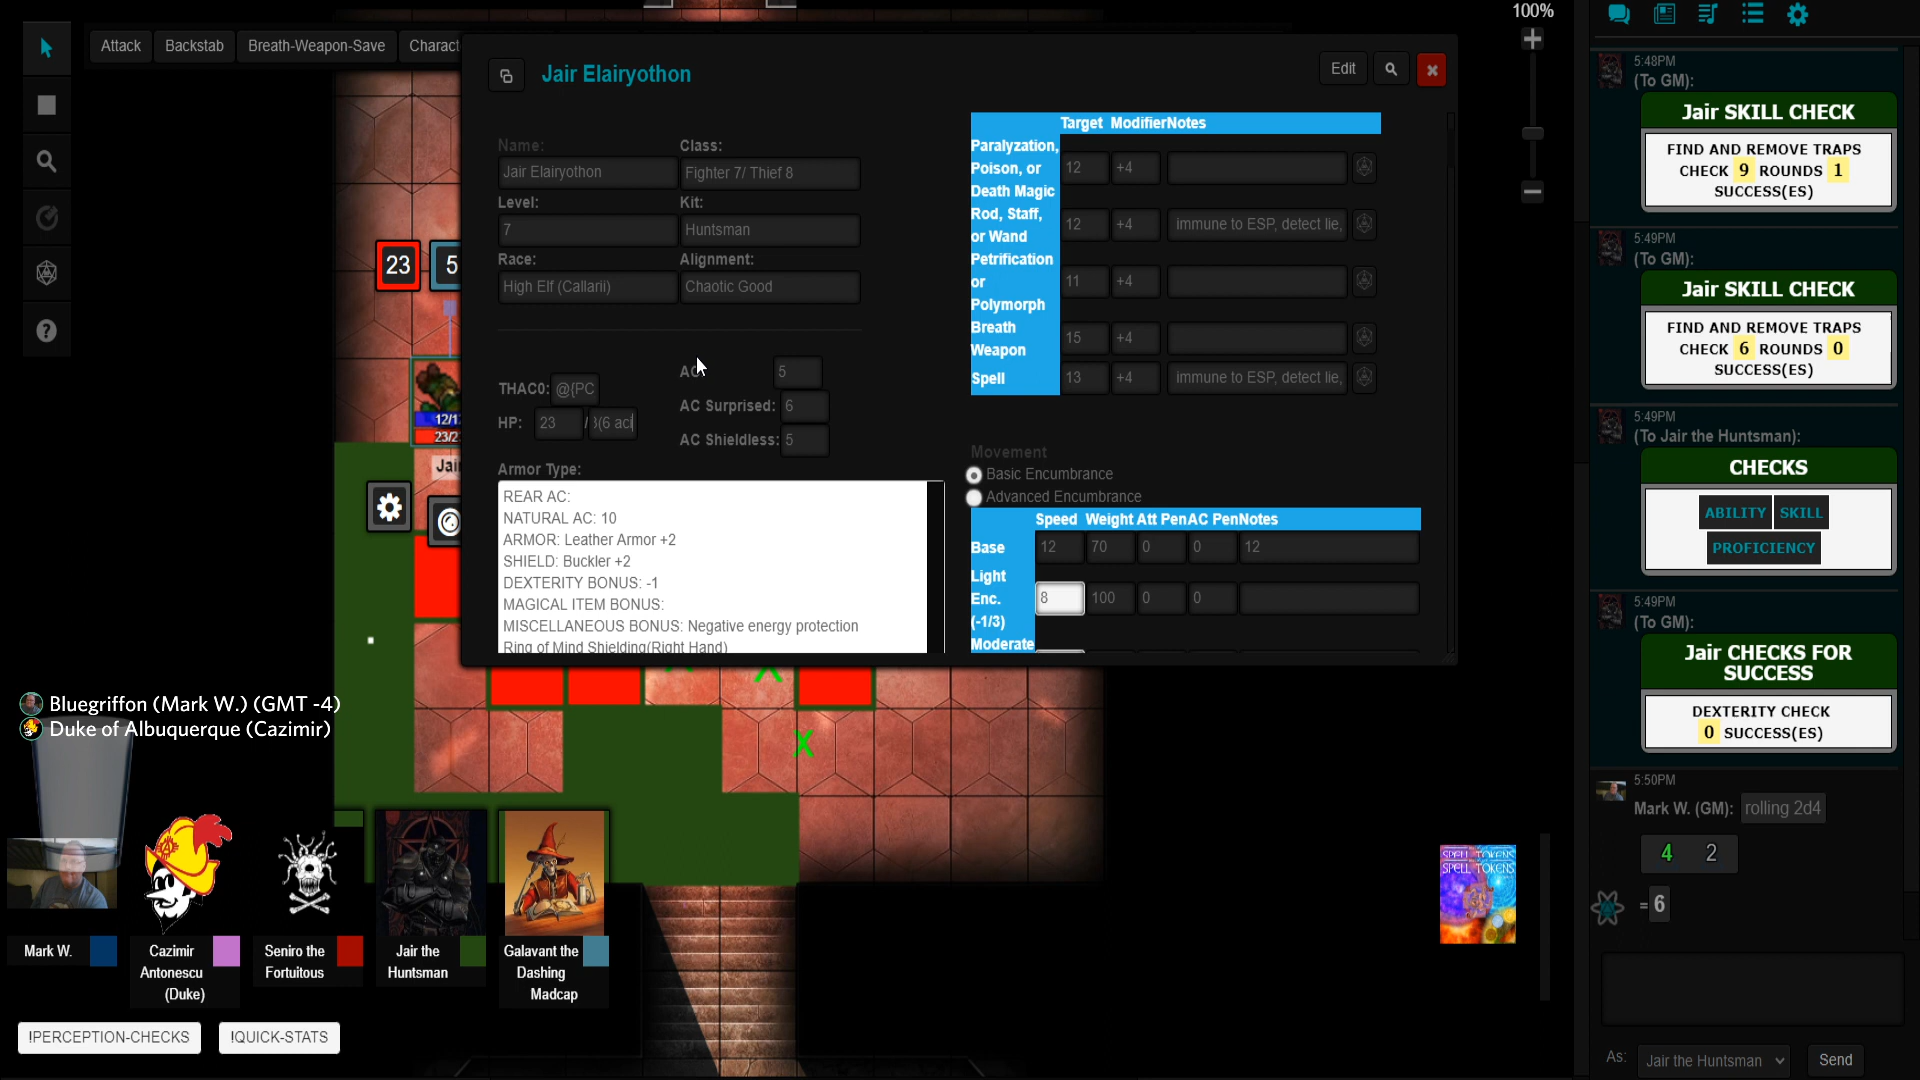 Attack
Backstab
Breath-Weapon-Save
Charact
Jair Elairyothon
Edit
100%
Name:
Class:
Jair Elairyothon
Fighter 7/ Thief 8
Level:
Kit:
7
Huntsman
Race:
Alignment:
High Elf (Callarii)
Chaotic Good
THAC0:
@{PC
HP:
23
/
3(6 aci
5
AC Surprised:
6
AC Shieldless:
5
Armor Type:
REAR AC:
NATURAL AC: 10
ARMOR: Leather Armor +2
SHIELD: Buckler +2
DEXTERITY BONUS: -1
MAGICAL ITEM BONUS:
MISCELLANEOUS BONUS: Negative energy protection
Ring of Mind Shielding(Right Hand)
Target Modifier Notes
Paralyzation, Poison, or Death Magic
12
+4
Rod, Staff, or Wand
12
+4
immune to ESP, detect lie,
Petrification or Polymorph
11
+4
Breath Weapon
15
+4
Spell
13
+4
immune to ESP, detect lie,
Movement
Basic Encumbrance
Advanced Encumbrance
Speed Weight Att Pen AC Pen Notes
Base
12
70
0
0
12
Light Enc. (-1/3)
8
100
0
0
Moderate
23
5
12/1
23/2
Jai
X
Bluegriffon (Mark W.) (GMT -4)
Duke of Albuquerque (Cazimir)
Mark W.
Cazimir Antonescu (Duke)
Seniro the Fortuitous
Jair the Huntsman
Galavant the Dashing Madcap
!PERCEPTION-CHECKS
!QUICK-STATS
SPELL TOKENS
SPELL TOKENS
5:48PM
(To GM):
Jair SKILL CHECK
FIND AND REMOVE TRAPS
CHECK 9 ROUNDS 1
SUCCESS(ES)
5:49PM
(To GM):
Jair SKILL CHECK
FIND AND REMOVE TRAPS
CHECK 6 ROUNDS 0
SUCCESS(ES)
5:49PM
(To Jair the Huntsman):
CHECKS
ABILITY SKILL
PROFICIENCY
5:49PM
(To GM):
Jair CHECKS FOR
SUCCESS
DEXTERITY CHECK
0 SUCCESS(ES)
5:50PM
Mark W. (GM): rolling 2d4
4 2
=6
As:
Jair the Huntsman
Send